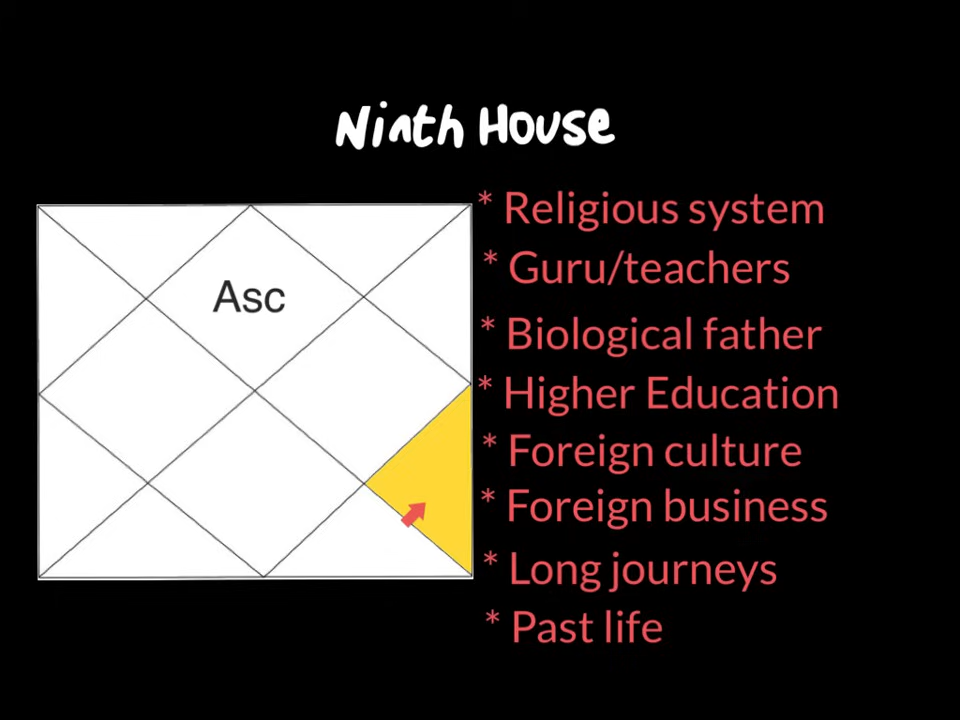 Ninth House
* Religious system
* Guru/teachers
Asc
* Biological father
* Higher Education
* Foreign culture
* Foreign business
* Long journeys
* Past life